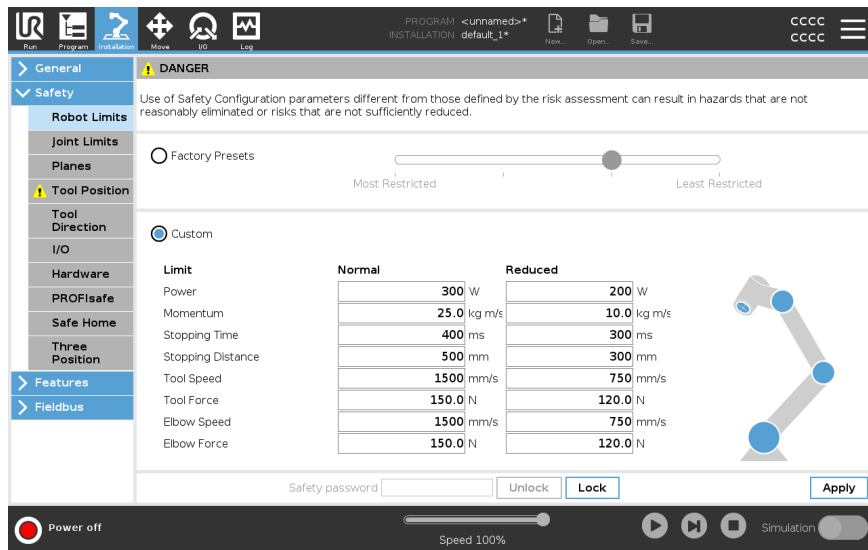 UR
PROGRAM <unnamed>*
INSTALLATION default_1*
CCCC
CCCC
Run Program Installation Move I/O Log New... Open... Save...
General
Safety
Robot Limits
Joint Limits
Planes
Tool Position
Tool
Direction
I/O
Hardware
PROFIsafe
Safe Home
Three
Position
Features
Fieldbus
DANGER
Use of Safety Configuration parameters different from those defined by the risk assessment can result in hazards that are not
reasonably eliminated or risks that are not sufficiently reduced.
Factory Presets
Most Restricted Least Restricted
Custom
Limit Normal Reduced
Power 300 W 200 W
Momentum 25.0 kg m/s 10.0 kg m/s
Stopping Time 400 ms 300 ms
Stopping Distance 500 mm 300 mm
Tool Speed 1500 mm/s 750 mm/s
Tool Force 150.0 N 120.0 N
Elbow Speed 1500 mm/s 750 mm/s
Elbow Force 150.0 N 120.0 N
Safety password Unlock Lock Apply
Power off
Speed 100%
Simulation